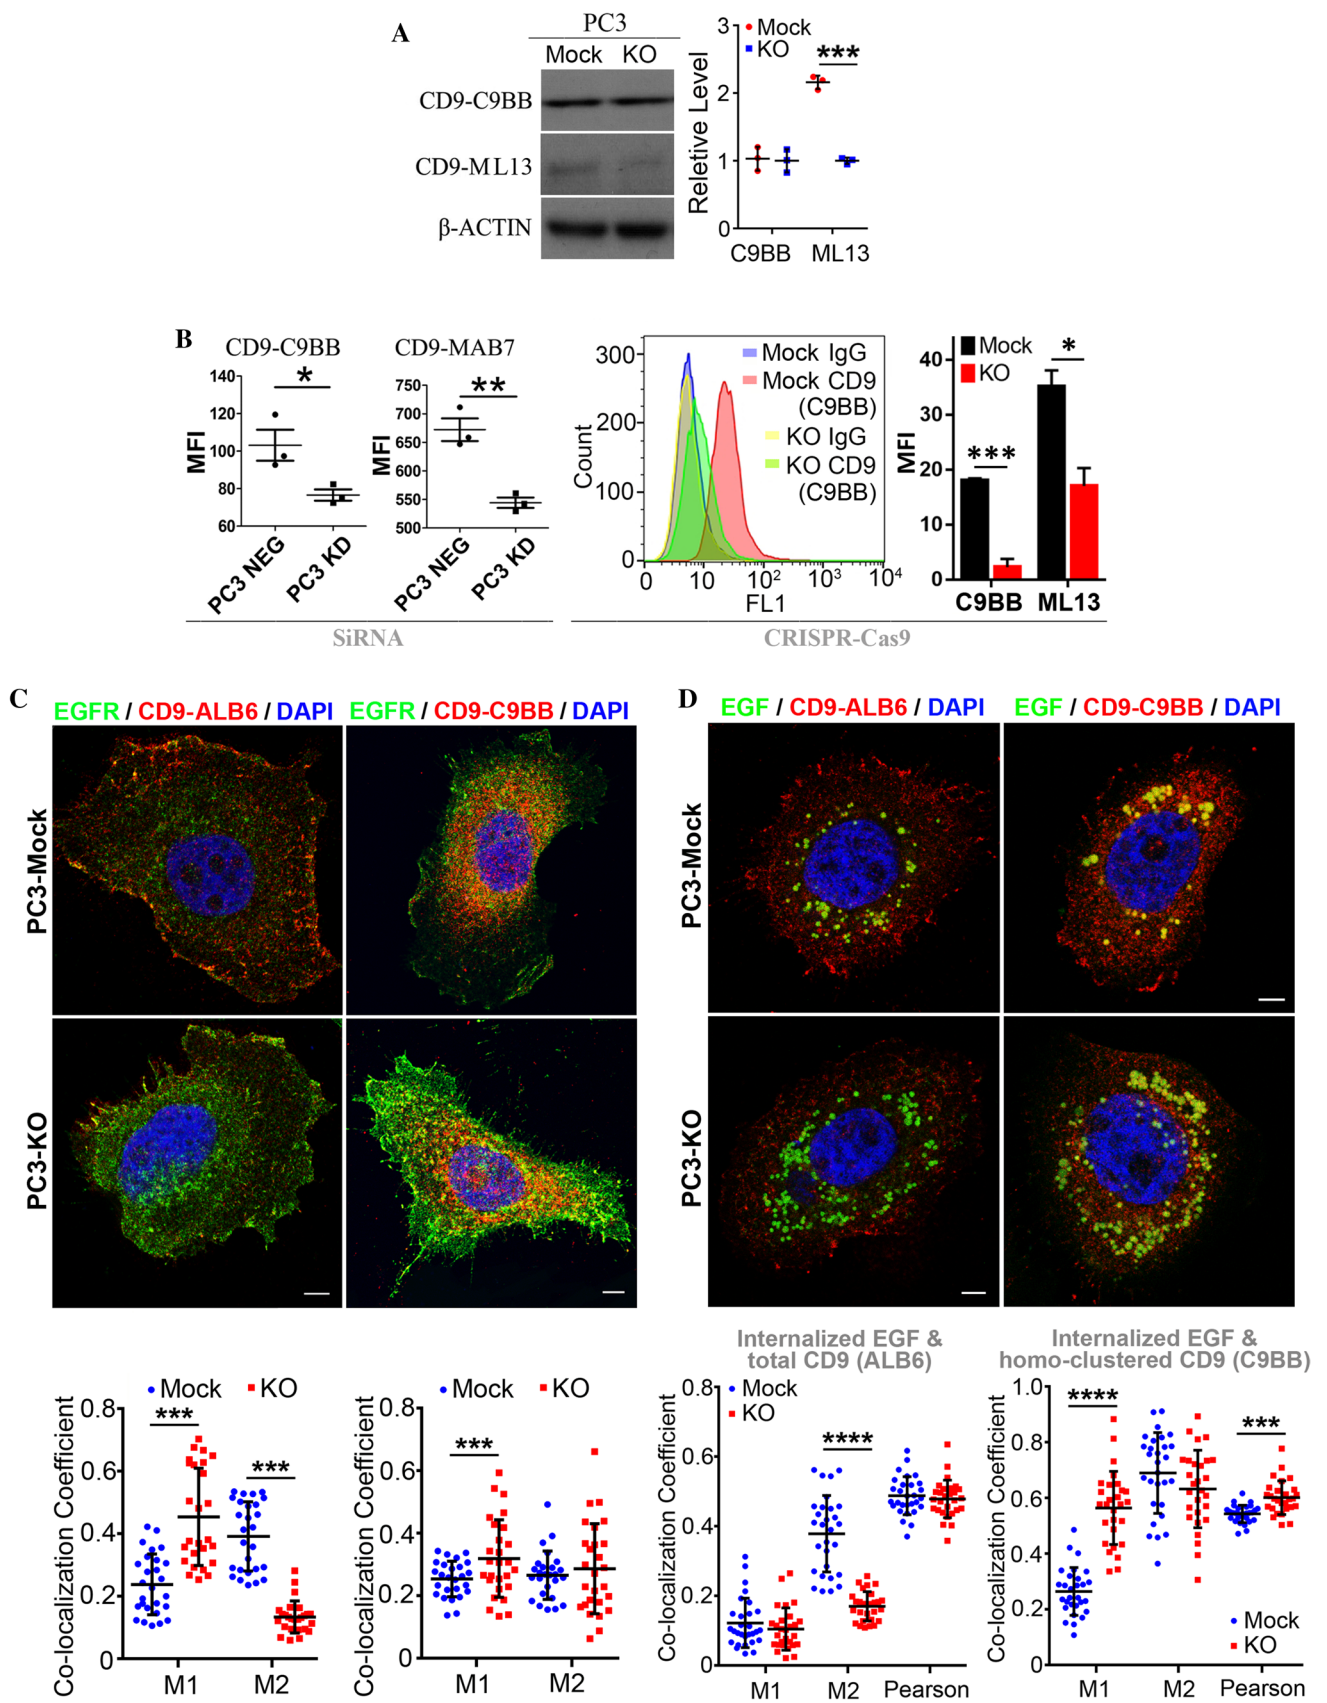 A
PC3
Mock KO
CD9-C9BB
CD9-ML13
β-ACTIN
Reletive Level
3
2
1
0
Mock
KO
***
C9BB ML13
B
CD9-C9BB
MFI
140
120
100
80
60
*
PC3 NEG
PC3 KD
CD9-MAB7
MFI
750
700
650
600
550
500
**
PC3 NEG
PC3 KD
SiRNA
Count
300
200
100
0
Mock IgG
Mock CD9
(C9BB)
KO IgG
KO CD9
(C9BB)
0 10 10² 10³ 10⁴
FL1
MFI
40
30
20
10
0
Mock
KO
***
*
C9BB ML13
CRISPR-Cas9
C
EGFR / CD9-ALB6 / DAPI
EGFR / CD9-C9BB / DAPI
PC3-Mock
PC3-KO
Co-localization Coefficient
0.8
0.6
0.4
0.2
0
Mock KO
***
***
M1 M2
Co-localization Coefficient
0.8
0.6
0.4
0.2
0
Mock KO
***
M1 M2
D
EGF / CD9-ALB6 / DAPI
EGF / CD9-C9BB / DAPI
PC3-Mock
PC3-KO
Internalized EGF &
total CD9 (ALB6)
Co-localization Coefficient
0.8
0.6
0.4
0.2
0
Mock
KO
****
M1 M2 Pearson
Internalized EGF &
homo-clustered CD9 (C9BB)
Co-localization Coefficient
1.0
0.8
0.6
0.4
0.2
0
****
***
Mock
KO
M1 M2 Pearson